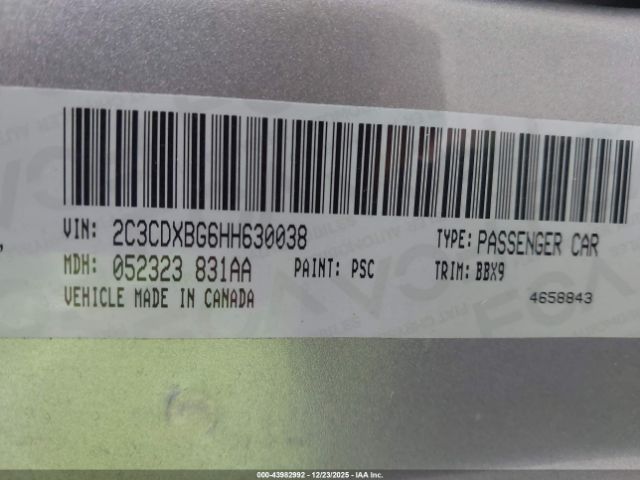 VIN: 2C3CDXBG6HH630038 TYPE: PASSENGER CAR
MDH: 052323 831AA PAINT: PSC TRIM: BBX9
VEHICLE MADE IN CANADA 4658843
000-43982992 - 12/23/2025 - IAA Inc.